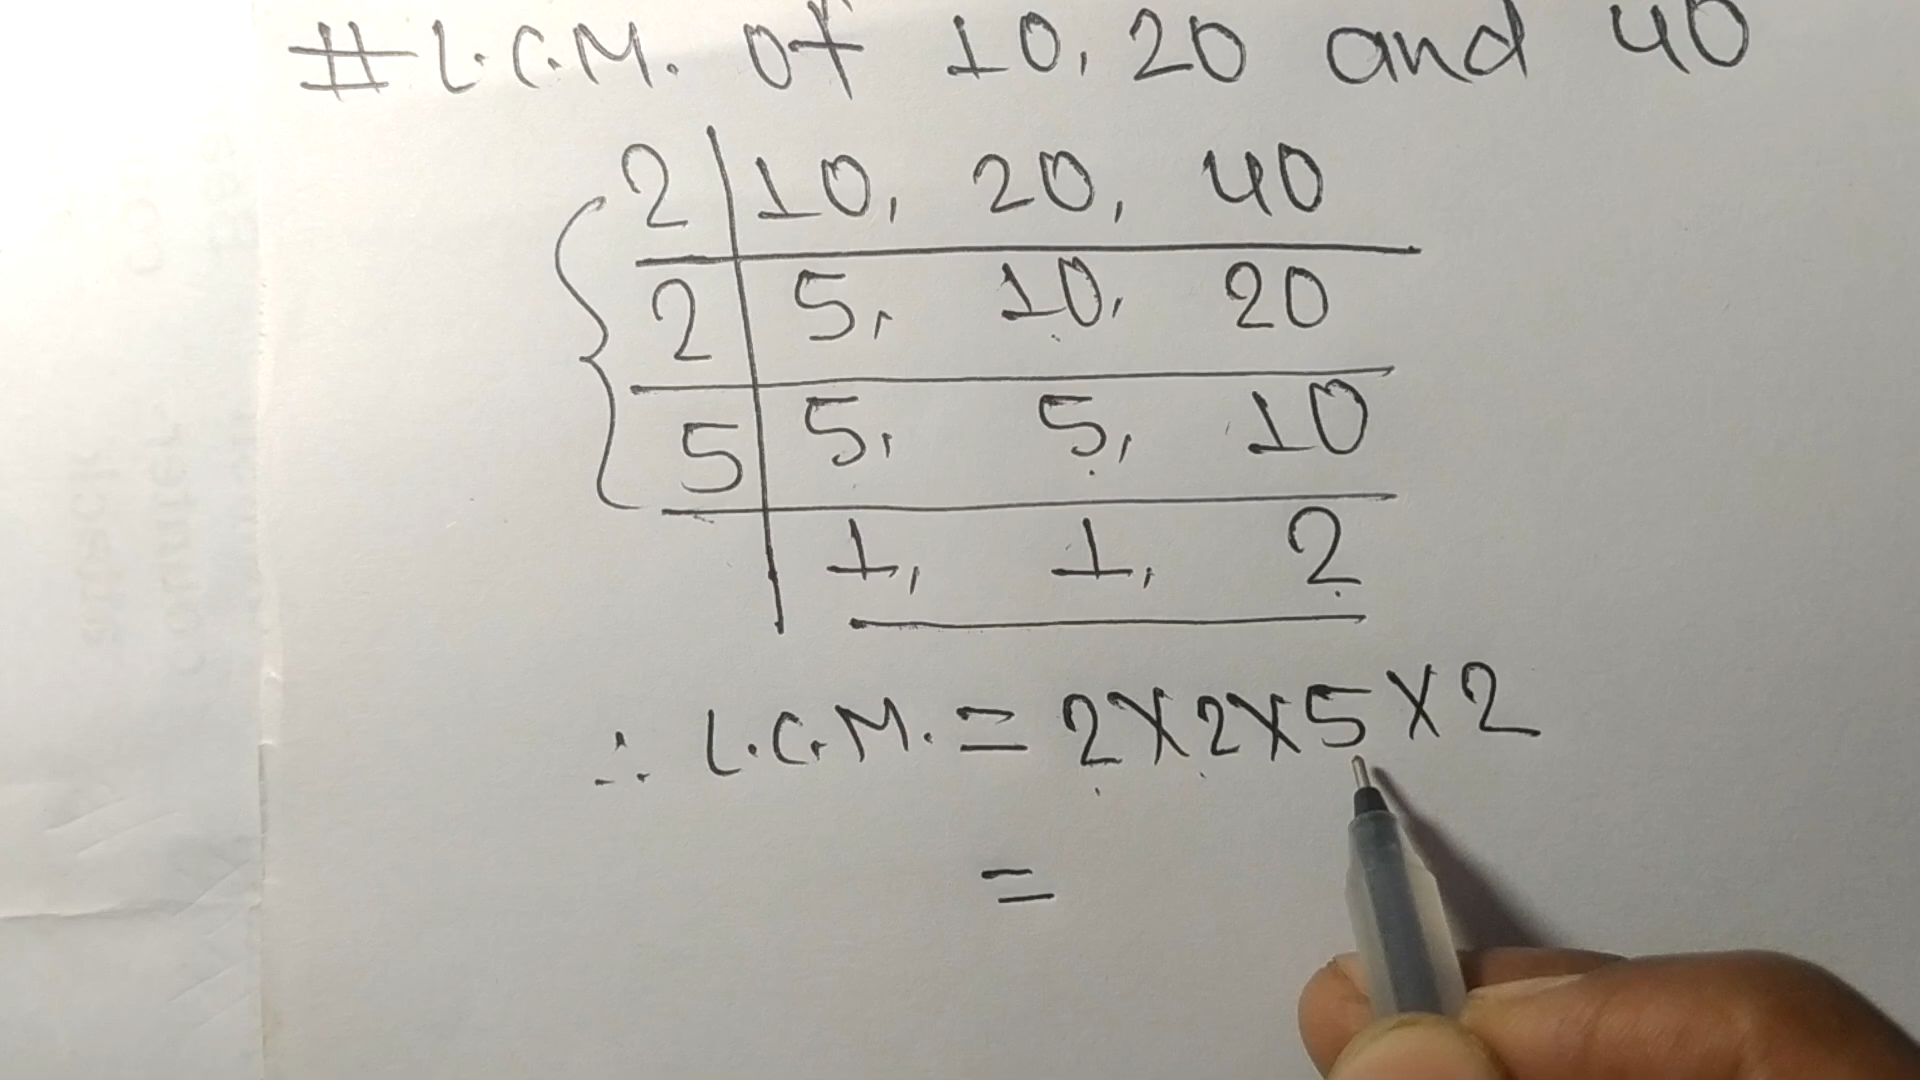 # L.C.M. of 10, 20 and 40
2 10, 20, 40
2 5, 10, 20
5 5, 5, 10
1, 1, 2
∴ L.C.M. = 2×2×5×2
=